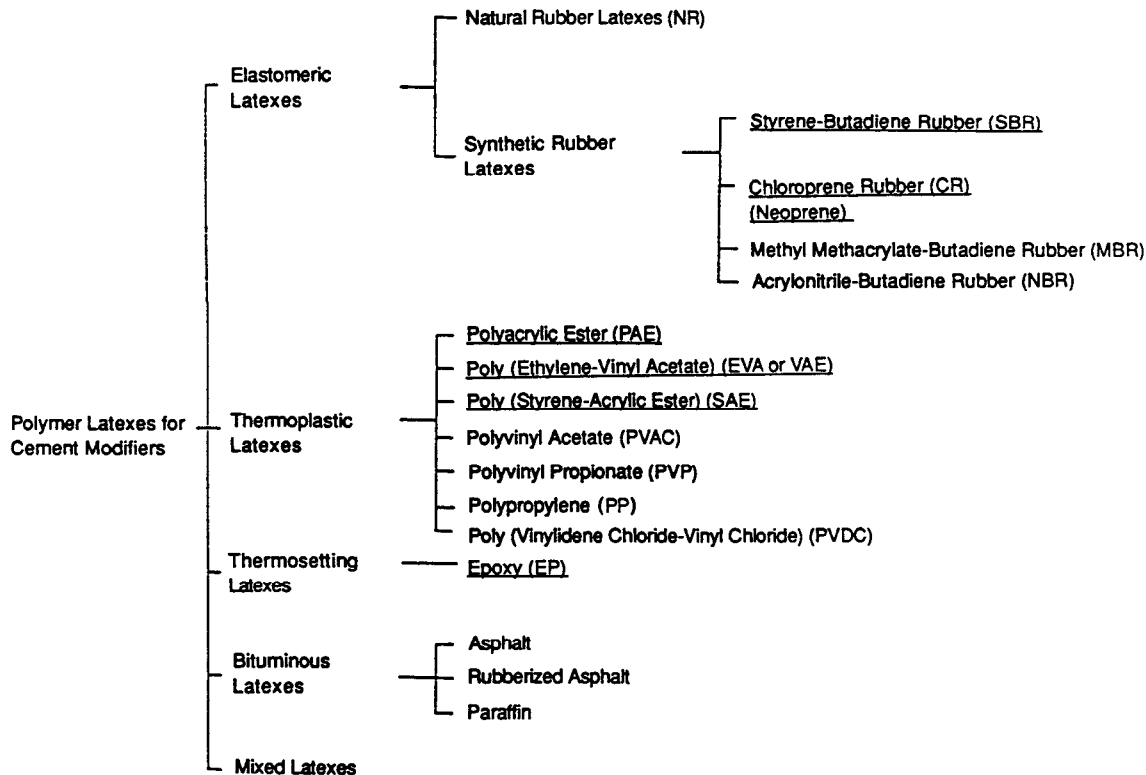 Natural Rubber Latexes (NR)
Elastomeric
Latexes
Synthetic Rubber
Latexes
Styrene-Butadiene Rubber (SBR)
Chloroprene Rubber (CR)
(Neoprene)
Methyl Methacrylate-Butadiene Rubber (MBR)
Acrylonitrile-Butadiene Rubber (NBR)
Polymer Latexes for
Cement Modifiers
Thermoplastic
Latexes
Polyacrylic Ester (PAE)
Poly (Ethylene-Vinyl Acetate) (EVA or VAE)
Poly (Styrene-Acrylic Ester) (SAE)
Polyvinyl Acetate (PVAC)
Polyvinyl Propionate (PVP)
Polypropylene (PP)
Poly (Vinylidene Chloride-Vinyl Chloride) (PVDC)
Thermosetting
Latexes
Epoxy (EP)
Bituminous
Latexes
Asphalt
Rubberized Asphalt
Paraffin
Mixed Latexes